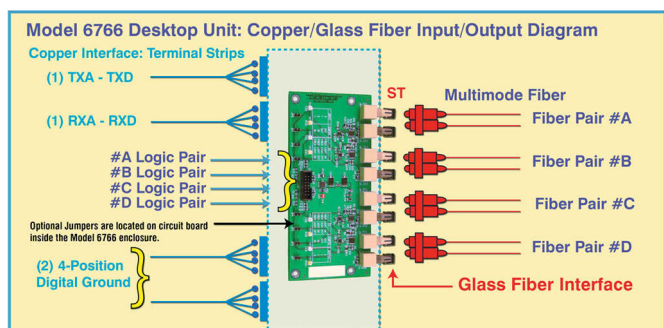 Model 6766 Desktop Unit: Copper/Glass Fiber Input/Output Diagram
Copper Interface: Terminal Strips
(1) TXA - TXD
(1) RXA - RXD
#A Logic Pair
#B Logic Pair
#C Logic Pair
#D Logic Pair
Optional Jumpers are located on circuit board
inside the Model 6766 enclosure.
(2) 4-Position
Digital Ground
ST
Multimode Fiber
Fiber Pair #A
Fiber Pair #B
Fiber Pair #C
Fiber Pair #D
Glass Fiber Interface